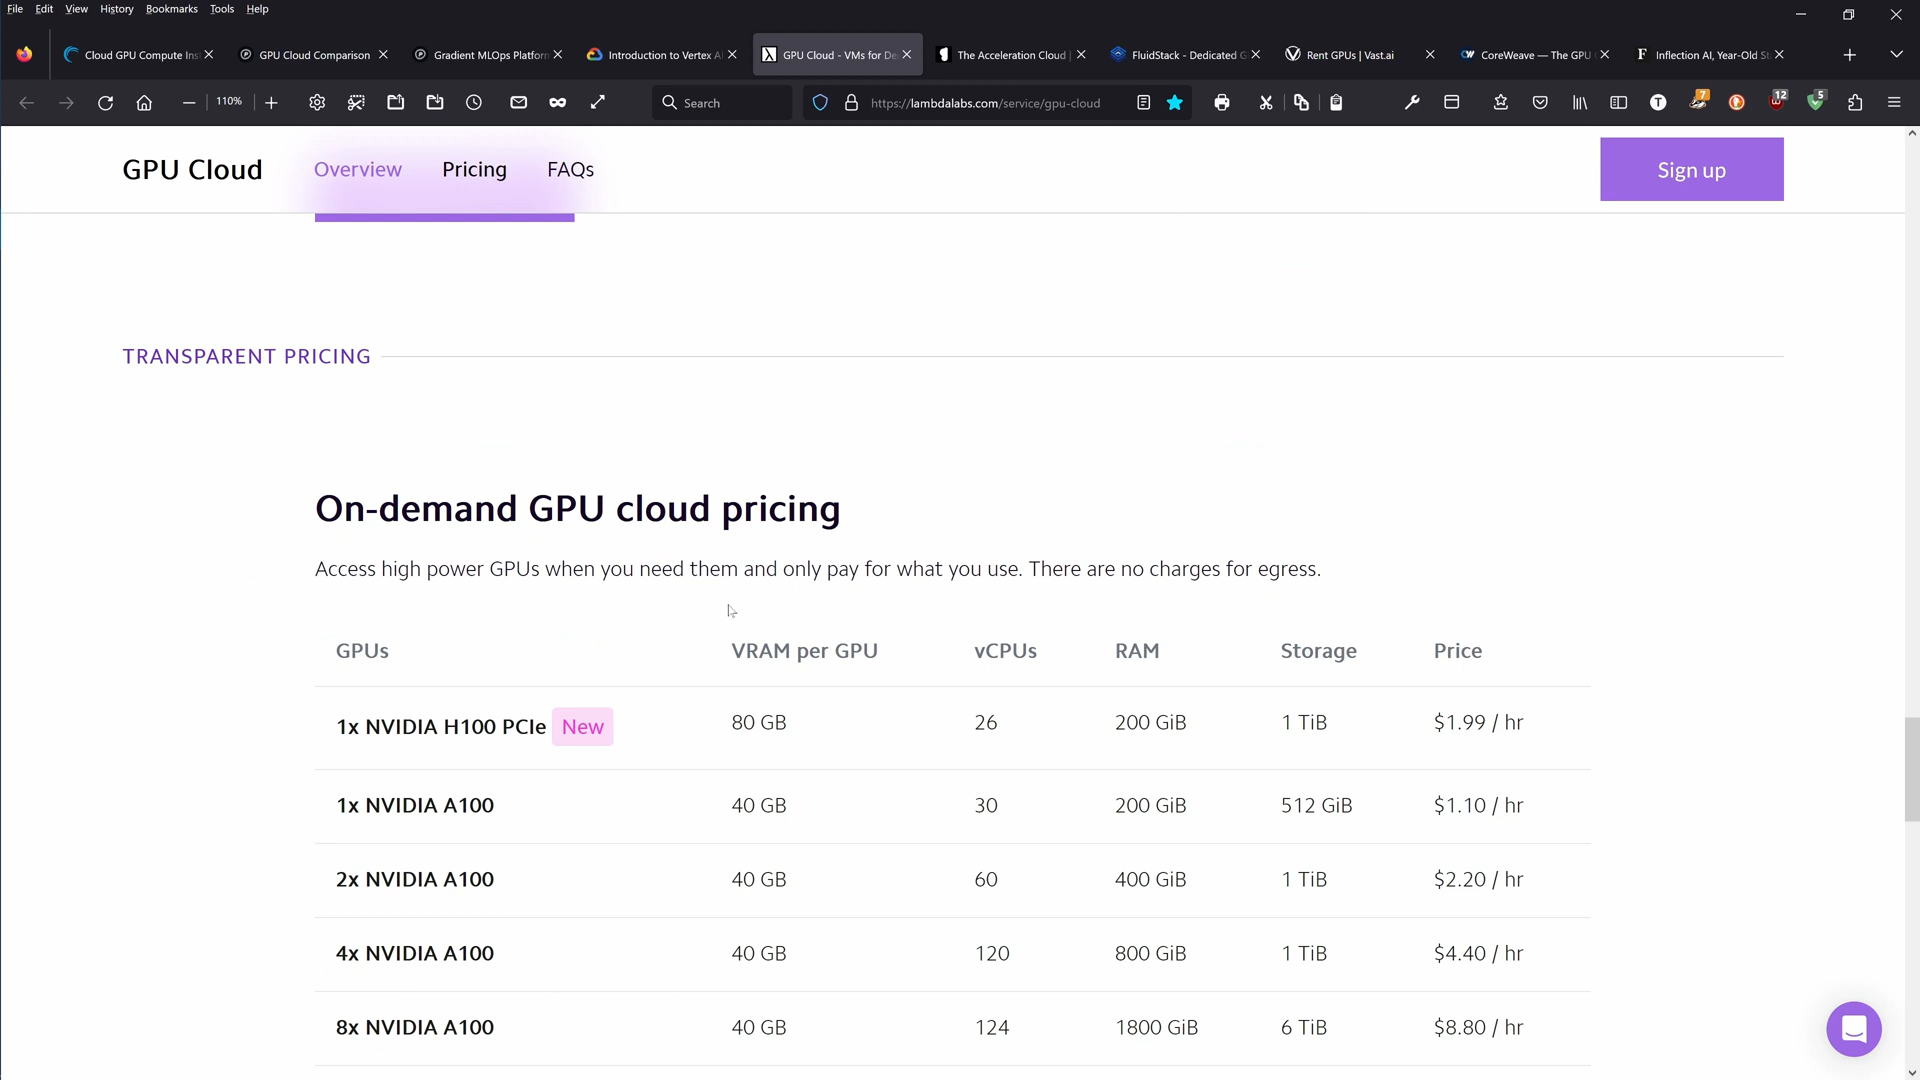 File Edit View History Bookmarks Tools Help
Cloud GPU Compute Ins
GPU Cloud Comparison
Gradient MLOps Platform
Introduction to Vertex AI
GPU Cloud - VMs for De
The Acceleration Cloud |
FluidStack - Dedicated G
Rent GPUs | Vast.ai
CoreWeave — The GPU
Inflection AI, Year-Old St
110%
Search
https://lambdalabs.com/service/gpu-cloud
7
12
5
GPU Cloud
Overview
Pricing
FAQs
Sign up
TRANSPARENT PRICING
On-demand GPU cloud pricing
Access high power GPUs when you need them and only pay for what you use. There are no charges for egress.
GPUs VRAM per GPU vCPUs RAM Storage Price
1x NVIDIA H100 PCIe New 80 GB 26 200 GiB 1 TiB $1.99 / hr
1x NVIDIA A100 40 GB 30 200 GiB 512 GiB $1.10 / hr
2x NVIDIA A100 40 GB 60 400 GiB 1 TiB $2.20 / hr
4x NVIDIA A100 40 GB 120 800 GiB 1 TiB $4.40 / hr
8x NVIDIA A100 40 GB 124 1800 GiB 6 TiB $8.80 / hr